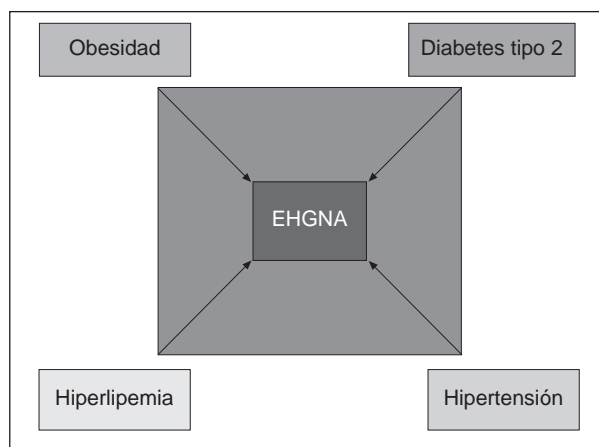 Obesidad
Diabetes tipo 2
EHGNA
Hiperlipemia
Hipertensión